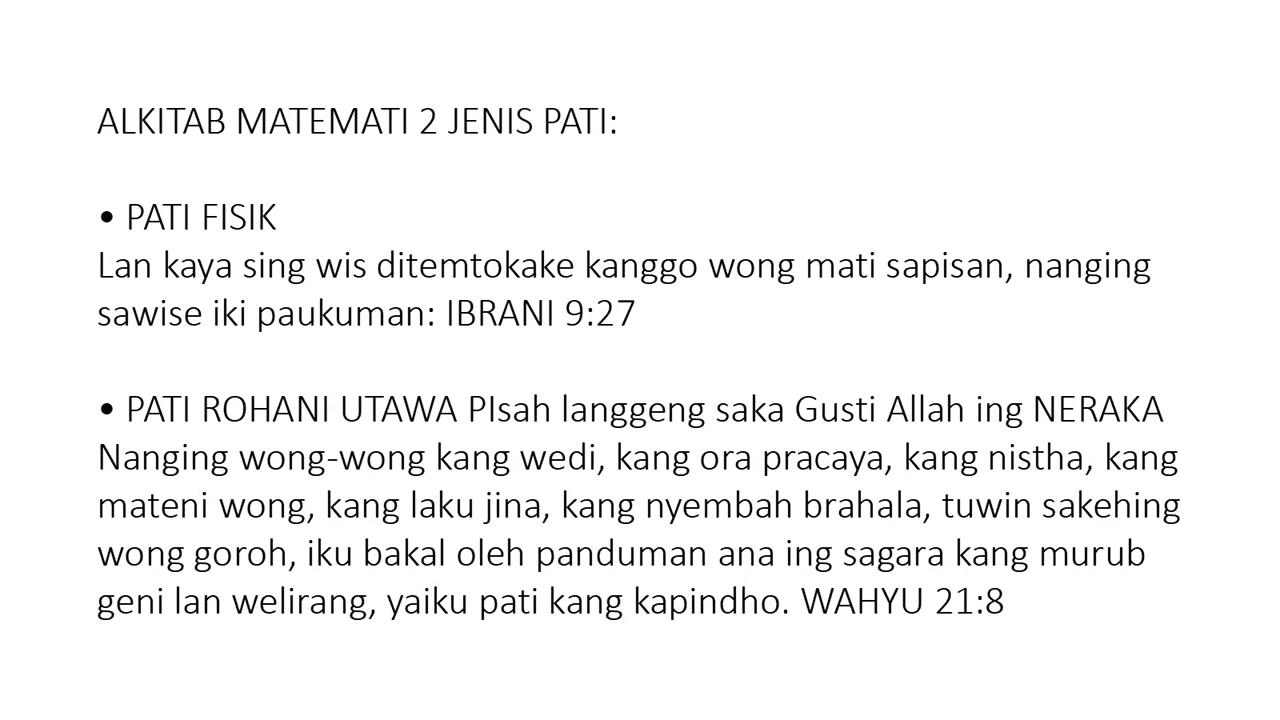 ALKITAB MATEMATI 2 JENIS PATI:
• PATI FISIK
Lan kaya sing wis ditemtokake kanggo wong mati sapisan, nanging
sawise iki paukuman: IBRANI 9:27
• PATI ROHANI UTAWA PIsah langgeng saka Gusti Allah ing NERAKA
Nanging wong-wong kang wedi, kang ora pracaya, kang nistha, kang
mateni wong, kang laku jina, kang nyembah brahala, tuwin sakehing
wong goroh, iku bakal oleh panduman ana ing sagara kang murub
geni lan welirang, yaiku pati kang kapindho. WAHYU 21:8